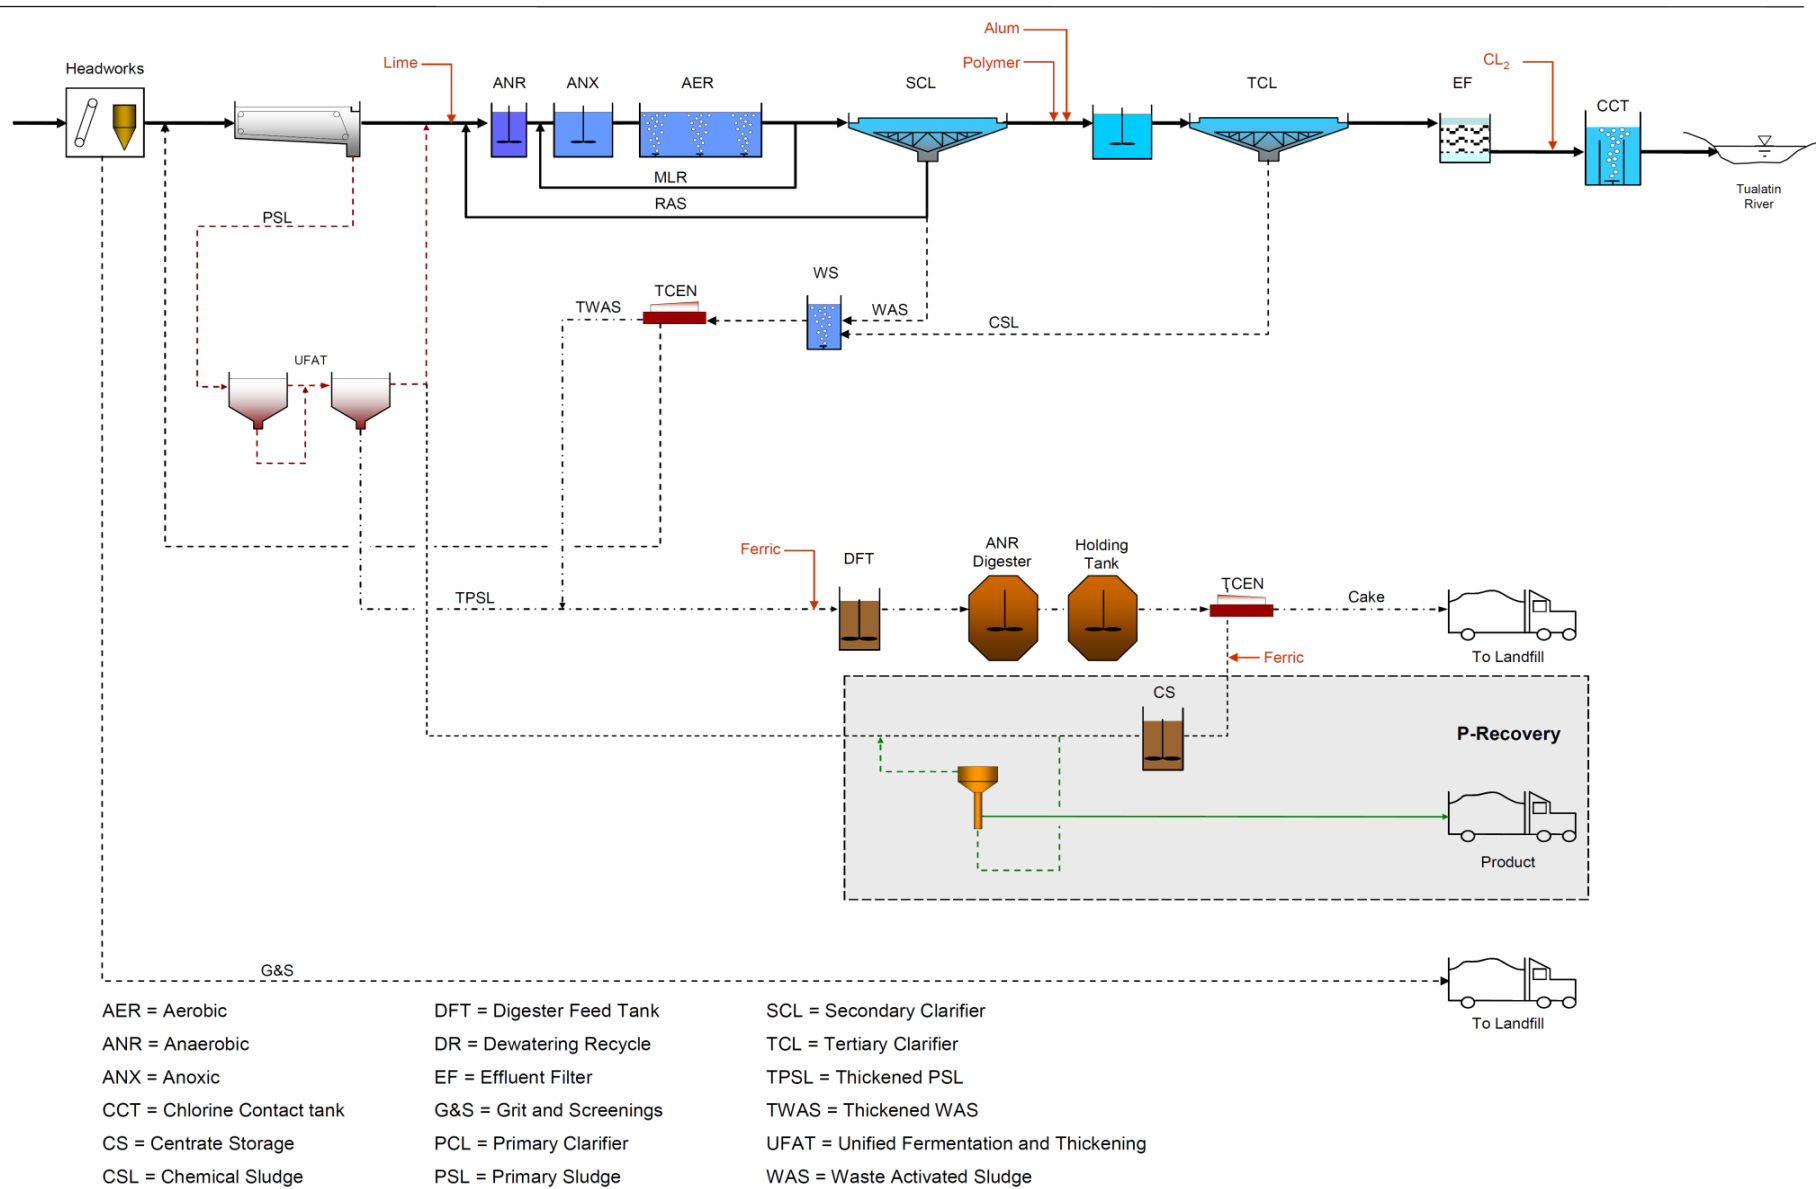 Headworks
Lime
ANR
ANX
AER
SCL
Alum
Polymer
TCL
EF
CL2
CCT
Tualatin
River
MLR
RAS
PSL
WS
TCEN
TWAS
WAS
CSL
UFAT
Ferric
DFT
ANR
Digester
Holding
Tank
TCEN
Cake
TPSL
To Landfill
Ferric
CS
P-Recovery
Product
G&S
To Landfill
AER = Aerobic
ANR = Anaerobic
ANX = Anoxic
CCT = Chlorine Contact tank
CS = Centrate Storage
CSL = Chemical Sludge
DFT = Digester Feed Tank
DR = Dewatering Recycle
EF = Effluent Filter
G&S = Grit and Screenings
PCL = Primary Clarifier
PSL = Primary Sludge
SCL = Secondary Clarifier
TCL = Tertiary Clarifier
TPSL = Thickened PSL
TWAS = Thickened WAS
UFAT = Unified Fermentation and Thickening
WAS = Waste Activated Sludge